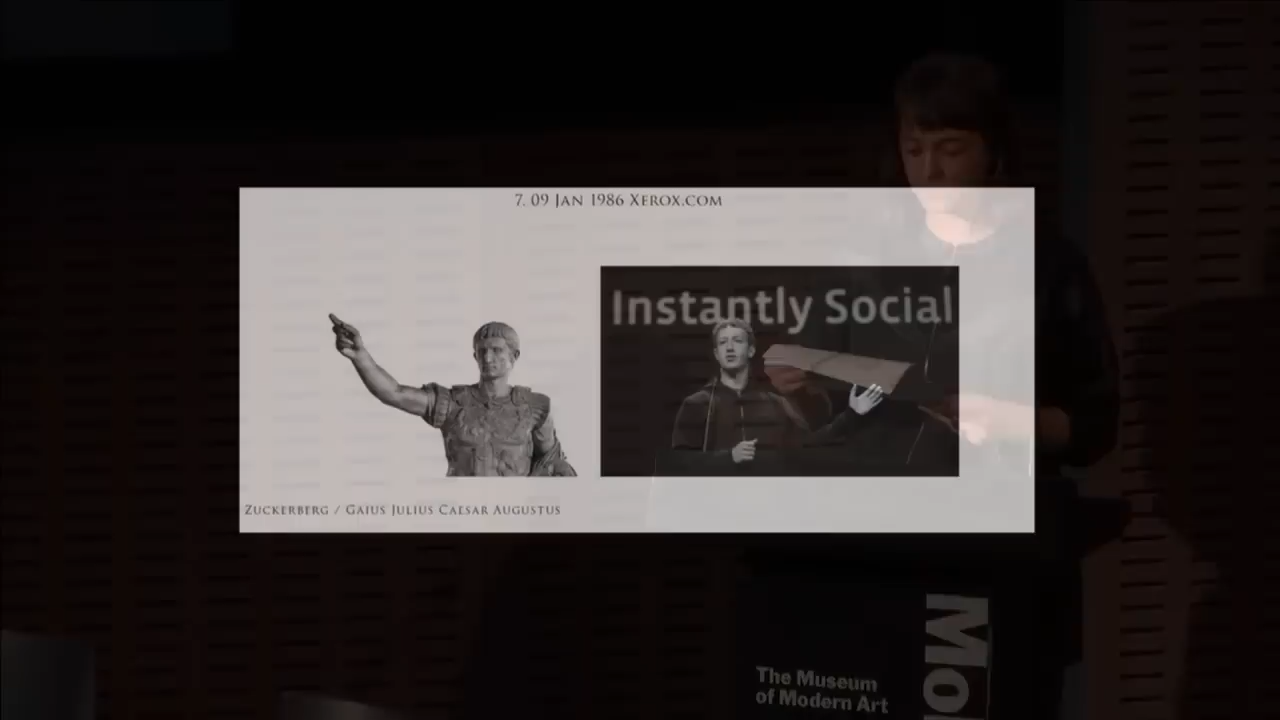 7. 09 Jan 1986 Xerox.com
Instantly Social
Zuckerberg / Gaius Julius Caesar Augustus
The Museum
of Modern Art
Mo